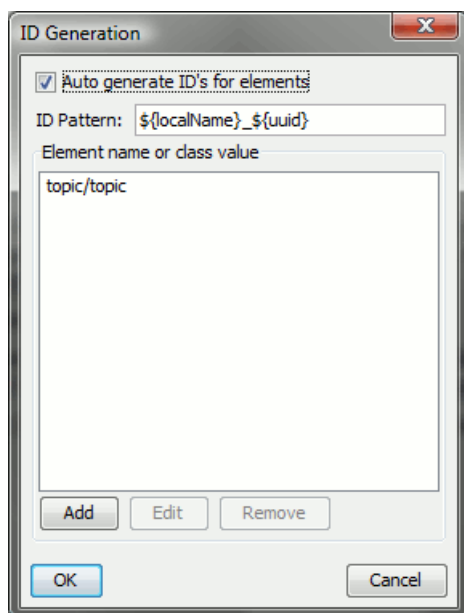 ID Generation
Auto generate ID's for elements
ID Pattern: ${localName}_${uuid}
Element name or class value
topic/topic
Add Edit Remove
OK Cancel